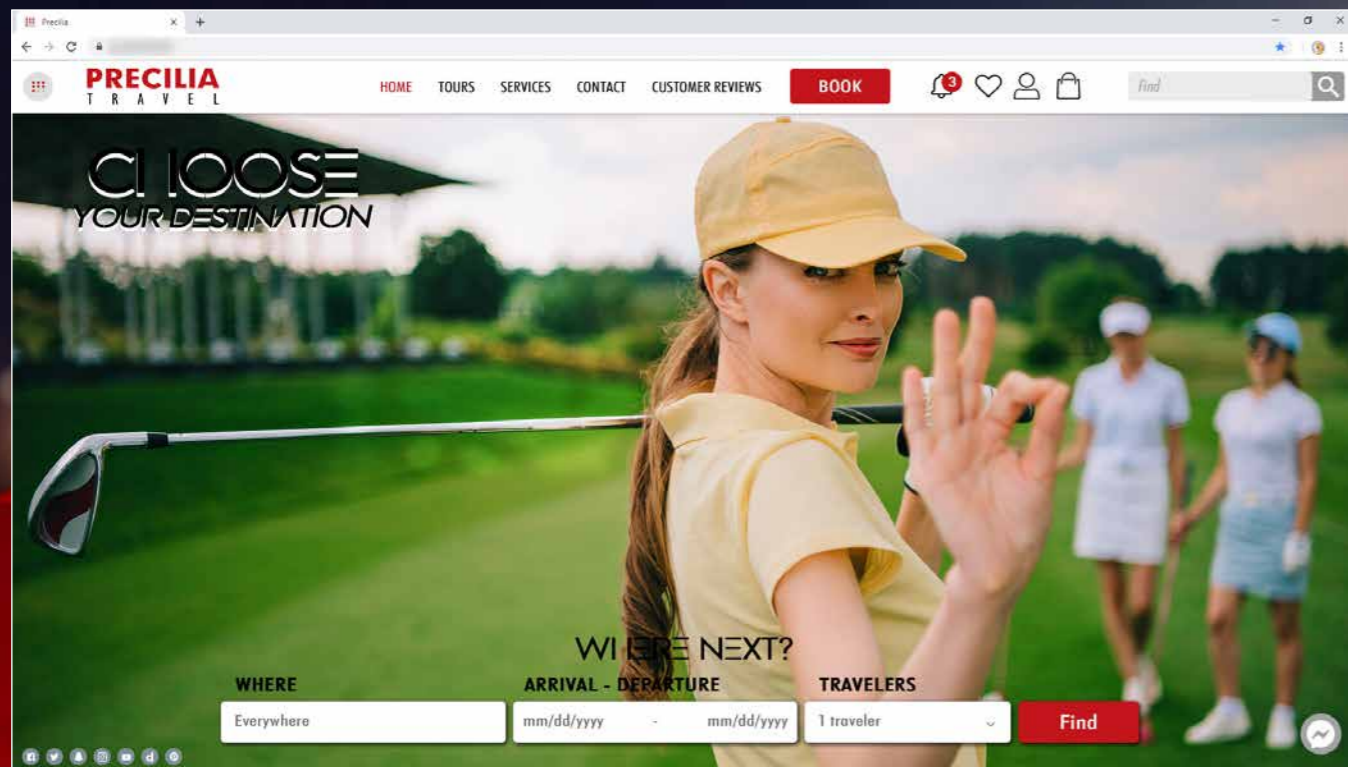 Precilia
PRECILIA
TRAVEL
HOME TOURS SERVICES CONTACT CUSTOMER REVIEWS BOOK 3 Find
CHOOSE
YOUR DESTINATION
WHERE NEXT?
WHERE ARRIVAL - DEPARTURE TRAVELERS
Everywhere mm/dd/yyyy - mm/dd/yyyy 1 traveler Find